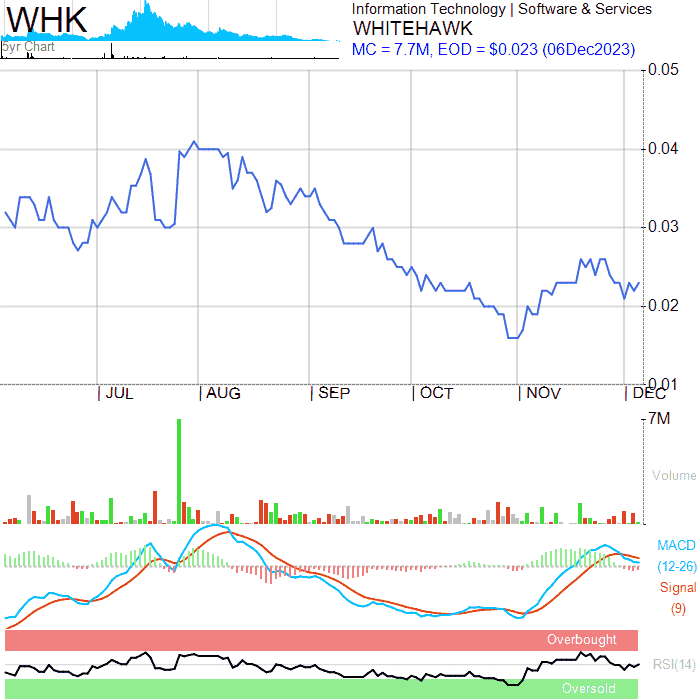 WHK
5yr Chart
Information Technology | Software & Services
WHITEHAWK
MC = 7.7M, EOD = $0.023 (06Dec2023)
0.05
0.04
0.03
0.02
0.01
JUL
AUG
SEP
OCT
NOV
DEC
7M
Volume
MACD
(12-26)
Signal
(9)
Overbought
RSI(14)
Oversold